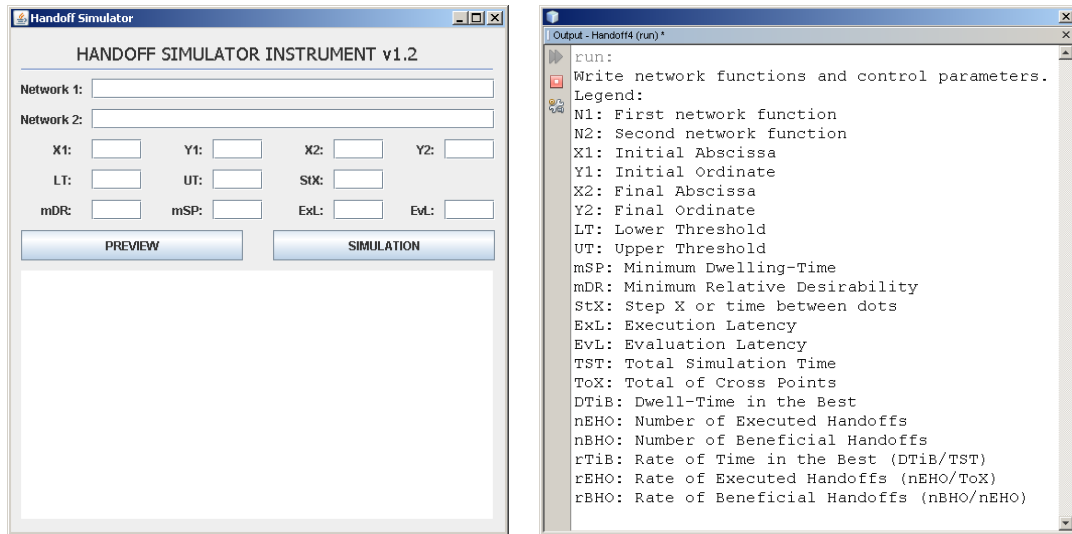 Handoff Simulator
HANDOFF SIMULATOR INSTRUMENT v1.2
Network 1:
Network 2:
X1: Y1: X2: Y2:
LT: UT: StX:
mDR: mSP: ExL: EvL:
PREVIEW SIMULATION
Output - Handoff4 (run) *
run:
Write network functions and control parameters.
Legend:
N1: First network function
N2: Second network function
X1: Initial Abscissa
Y1: Initial Ordinate
X2: Final Abscissa
Y2: Final Ordinate
LT: Lower Threshold
UT: Upper Threshold
mSP: Minimum Dwelling-Time
mDR: Minimum Relative Desirability
StX: Step X or time between dots
ExL: Execution Latency
EvL: Evaluation Latency
TST: Total Simulation Time
ToX: Total of Cross Points
DTiB: Dwell-Time in the Best
nEHO: Number of Executed Handoffs
nBHO: Number of Beneficial Handoffs
rTiB: Rate of Time in the Best (DTiB/TST)
rEHO: Rate of Executed Handoffs (nEHO/ToX)
rBHO: Rate of Beneficial Handoffs (nBHO/nEHO)